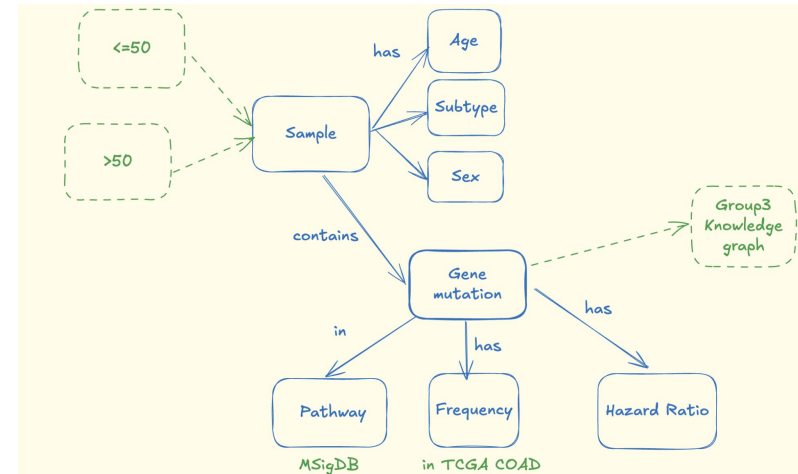 <=50
has
Age
Subtype
>50
Sample
Sex
contains
Group3
Knowledge
graph
Gene
mutation
in
has
has
Pathway
Frequency
Hazard Ratio
MSigDB
in TCGA COAD